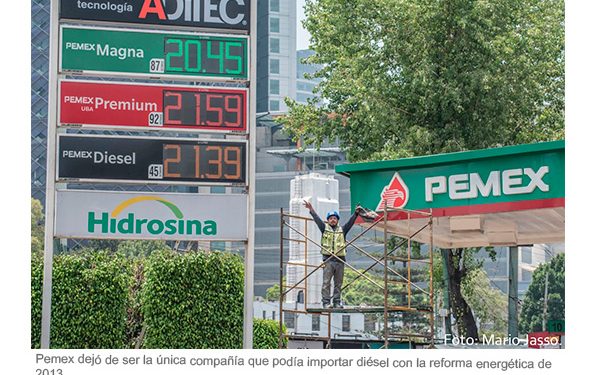 tecnología ADITEC
PEMEX Magna 87 20.45
PEMEX Premium UBA 92 21.59
PEMEX Diesel 45 21.39
Hidrosina
PEMEX
10
Foto: Mario Jasso.
Pemex dejó de ser la única compañía que podía importar diésel con la reforma energética de
2013